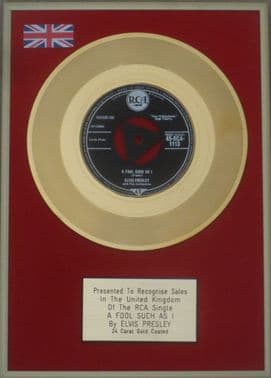 RCA
45-RCA-
1113
A FOOL SUCH AS I
ELVIS PRESLEY
Presented To Recognise Sales
In The United Kingdom
Of The RCA Single
A FOOL SUCH AS I
By ELVIS PRESLEY
24 Carat Gold Coated